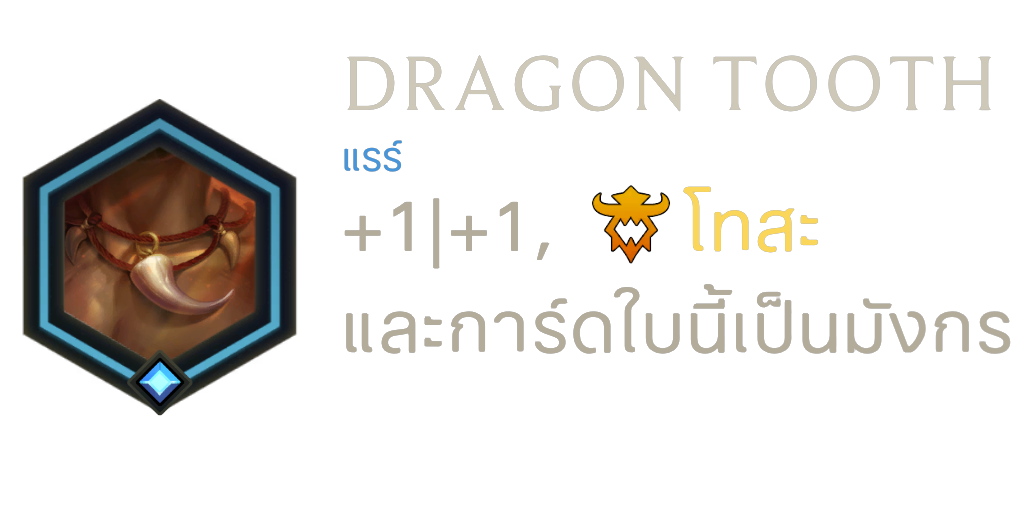 DRAGON TOOTH
แรร์
+1|+1, โทสะ
และการ์ดใบนี้เป็นมังกร